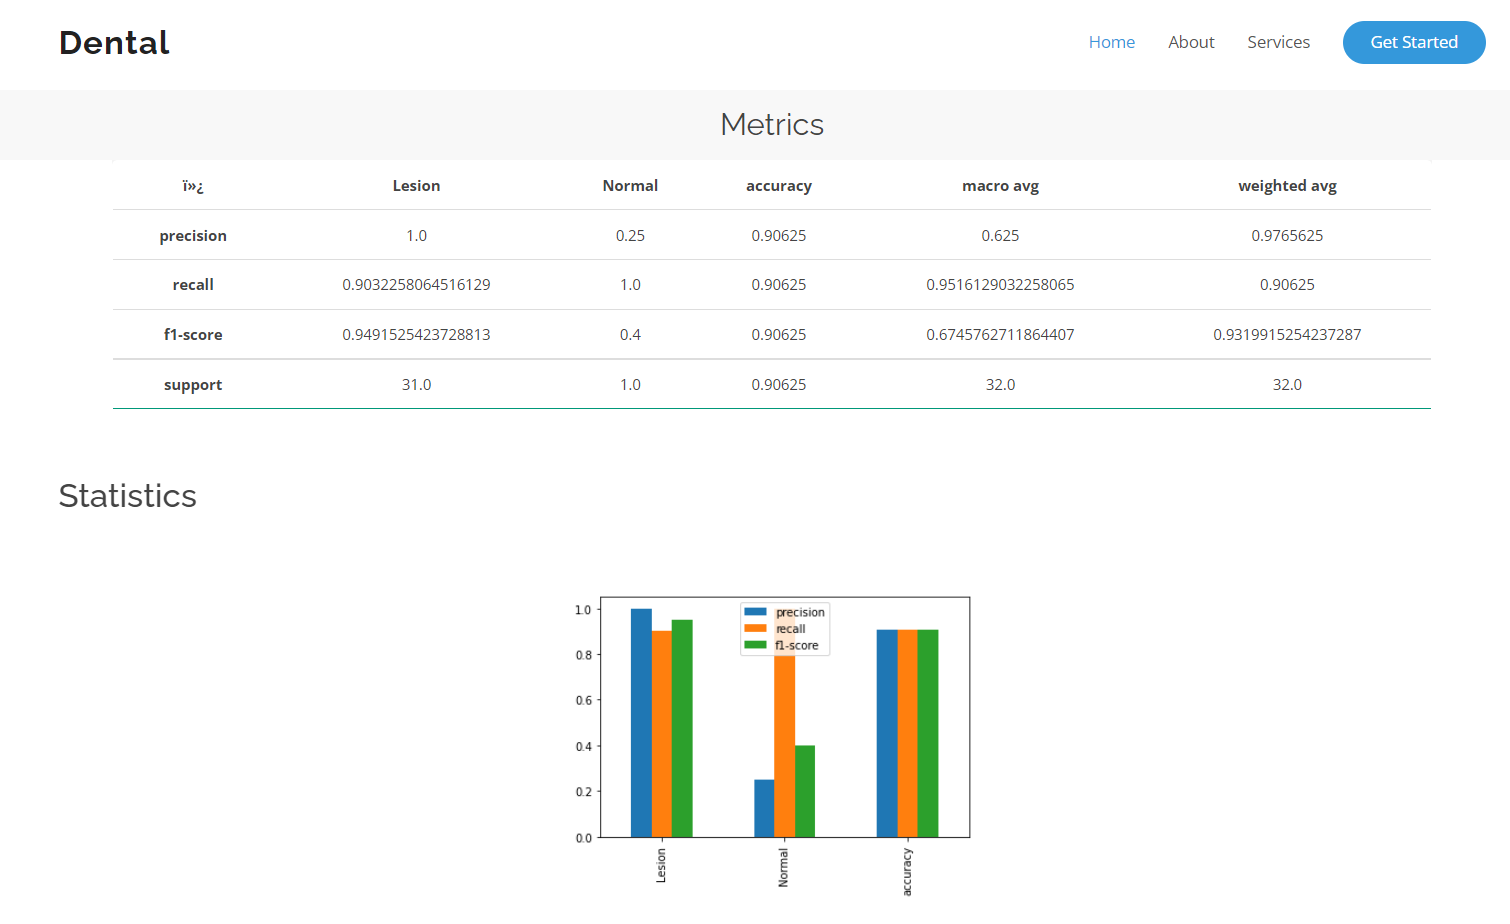 Dental
Home About Services Get Started
Metrics
ï»¿ Lesion Normal accuracy macro avg weighted avg
precision 1.0 0.25 0.90625 0.625 0.9765625
recall 0.9032258064516129 1.0 0.90625 0.9516129032258065 0.90625
f1-score 0.9491525423728813 0.4 0.90625 0.6745762711864407 0.9319915254237287
support 31.0 1.0 0.90625 32.0 32.0
Statistics
1.0
0.8
0.6
0.4
0.2
0.0
precision
recall
f1-score
Lesion
Normal
accuracy